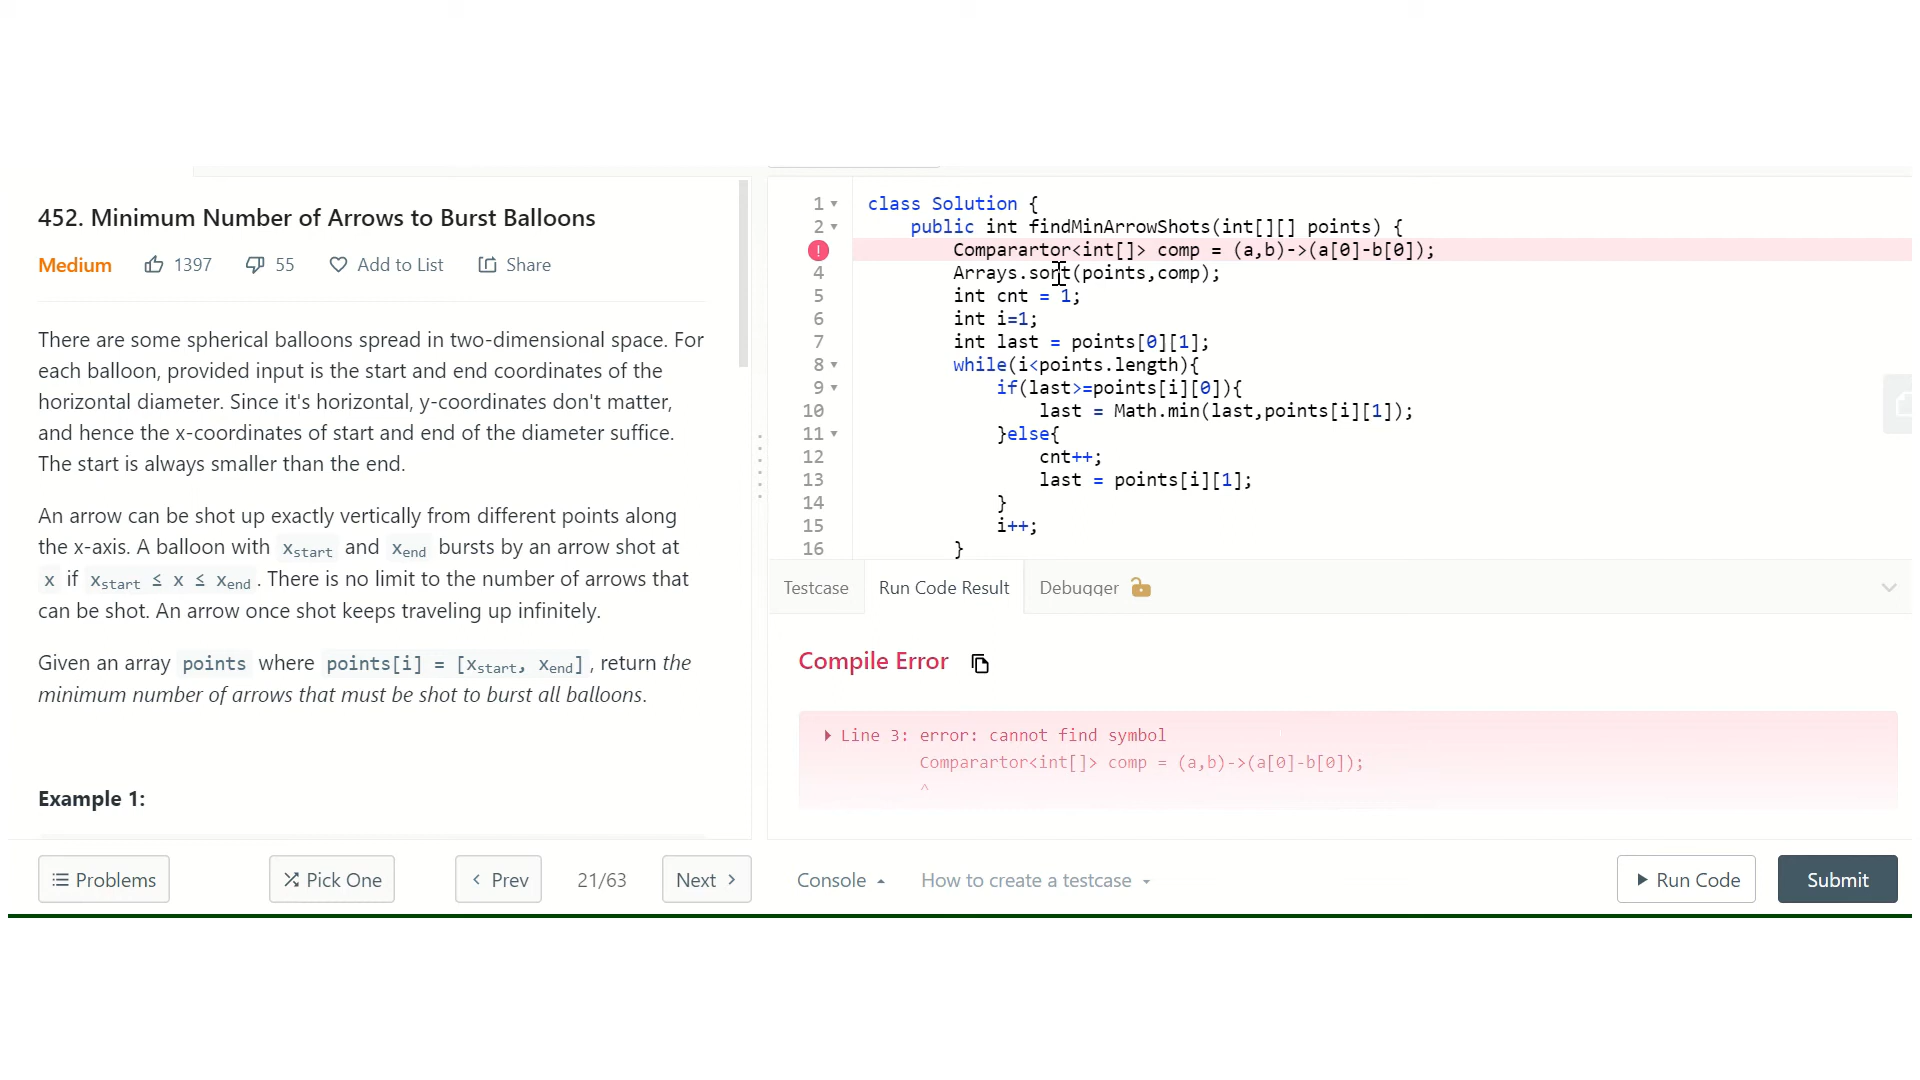 452. Minimum Number of Arrows to Burst Balloons
Medium 1397 55 Add to List Share
There are some spherical balloons spread in two-dimensional space. For
each balloon, provided input is the start and end coordinates of the
horizontal diameter. Since it's horizontal, y-coordinates don't matter,
and hence the x-coordinates of start and end of the diameter suffice.
The start is always smaller than the end.
An arrow can be shot up exactly vertically from different points along
the x-axis. A balloon with xstart and xend bursts by an arrow shot at
x if xstart ≤ x ≤ xend. There is no limit to the number of arrows that
can be shot. An arrow once shot keeps traveling up infinitely.
Given an array points where points[i] = [xstart, xend], return the
minimum number of arrows that must be shot to burst all balloons.
Example 1:
Problems Pick One < Prev 21/63 Next >
1 class Solution {
2 public int findMinArrowShots(int[][] points) {
! Comparartor<int[]> comp = (a,b)->(a[0]-b[0]);
4 Arrays.sort(points,comp);
5 int cnt = 1;
6 int i=1;
7 int last = points[0][1];
8 while(i<points.length){
9 if(last>=points[i][0]){
10 last = Math.min(last,points[i][1]);
11 }else{
12 cnt++;
13 last = points[i][1];
14 }
15 i++;
16 }
Testcase Run Code Result Debugger
Compile Error
Line 3: error: cannot find symbol
Comparartor<int[]> comp = (a,b)->(a[0]-b[0]);
^
Console How to create a testcase Run Code Submit